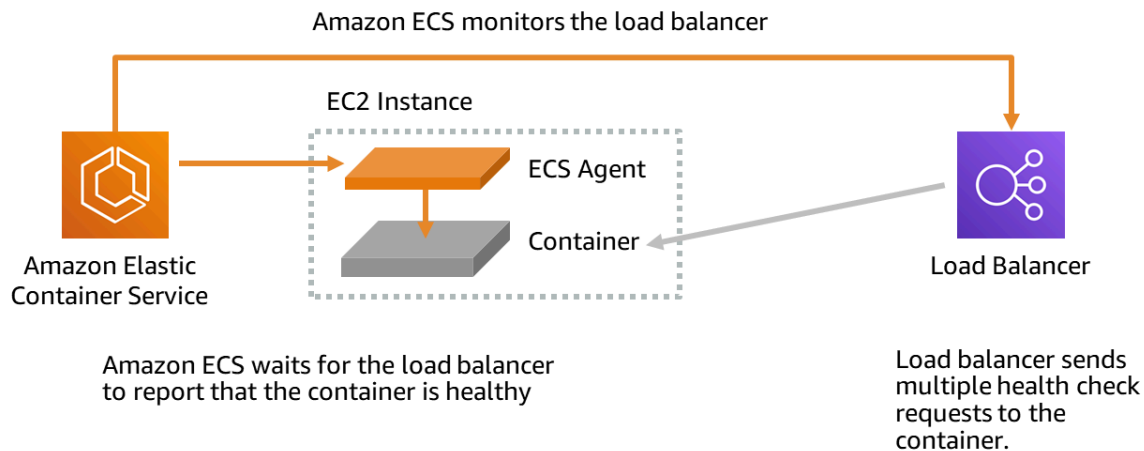 Amazon ECS monitors the load balancer
EC2 Instance
ECS Agent
Container
Amazon Elastic
Container Service
Load Balancer
Amazon ECS waits for the load balancer
to report that the container is healthy
Load balancer sends
multiple health check
requests to the
container.